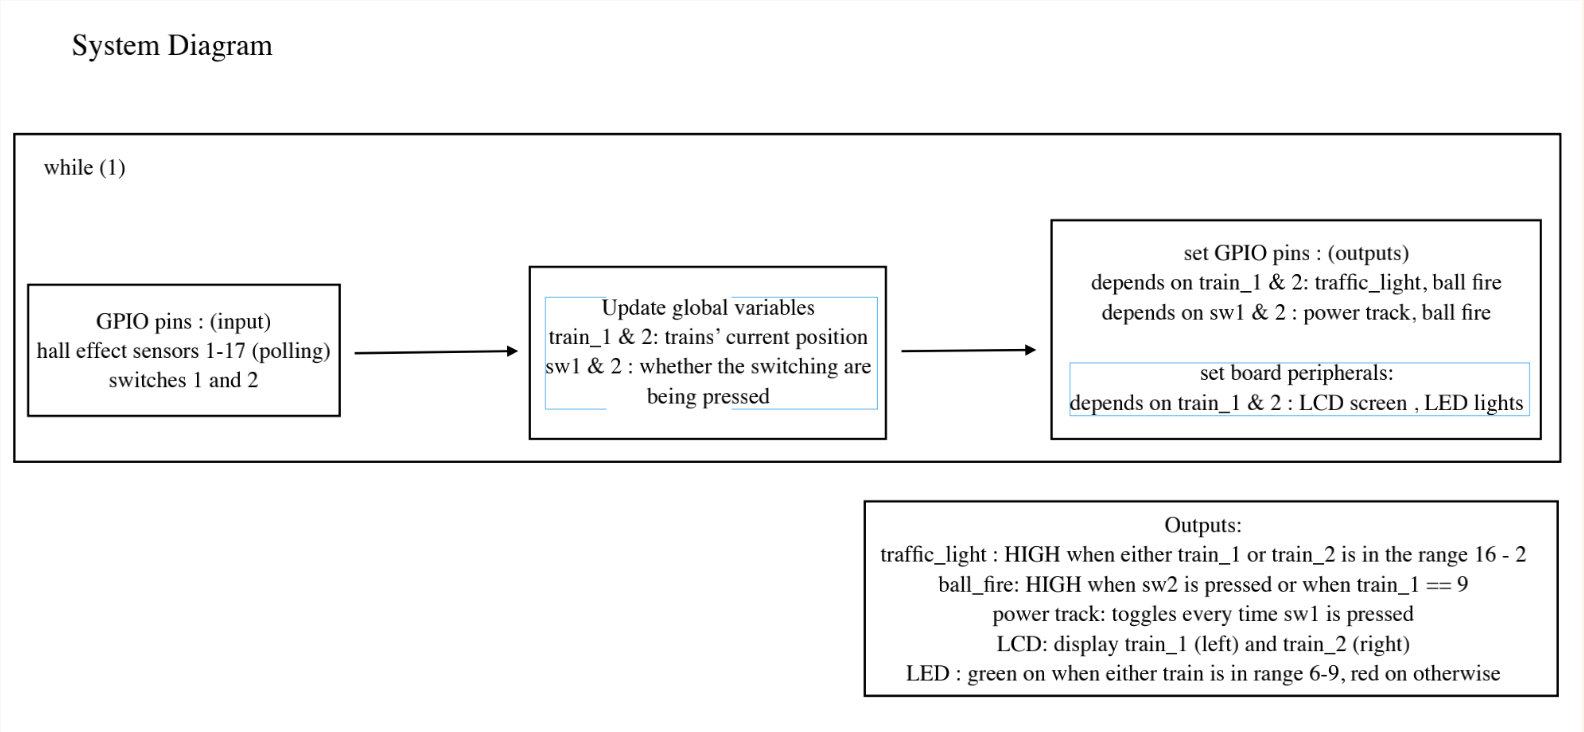 System Diagram
while (1)
GPIO pins : (input)
hall effect sensors 1-17 (polling)
switches 1 and 2
Update global variables
train_1 & 2: trains’ current position
sw1 & 2 : whether the switching are
being pressed
set GPIO pins : (outputs)
depends on train_1 & 2: traffic_light, ball fire
depends on sw1 & 2 : power track, ball fire
set board peripherals:
depends on train_1 & 2 : LCD screen , LED lights
Outputs:
traffic_light : HIGH when either train_1 or train_2 is in the range 16 - 2
ball_fire: HIGH when sw2 is pressed or when train_1 == 9
power track: toggles every time sw1 is pressed
LCD: display train_1 (left) and train_2 (right)
LED : green on when either train is in range 6-9, red on otherwise